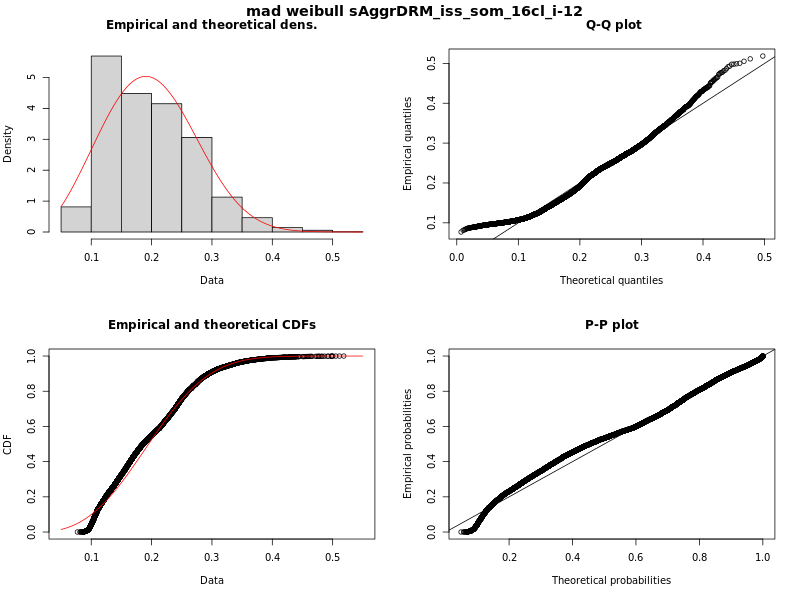 mad weibull sAggrDRM_iss_som_16cl_i-12
Empirical and theoretical dens.
Density
0 1 2 3 4 5
0.1 0.2 0.3 0.4 0.5
Data
Q-Q plot
Empirical quantiles
0.1 0.2 0.3 0.4 0.5
0.0 0.1 0.2 0.3 0.4 0.5
Theoretical quantiles
Empirical and theoretical CDFs
CDF
0.0 0.2 0.4 0.6 0.8 1.0
0.1 0.2 0.3 0.4 0.5
Data
P-P plot
Empirical probabilities
0.0 0.2 0.4 0.6 0.8 1.0
0.2 0.4 0.6 0.8 1.0
Theoretical probabilities